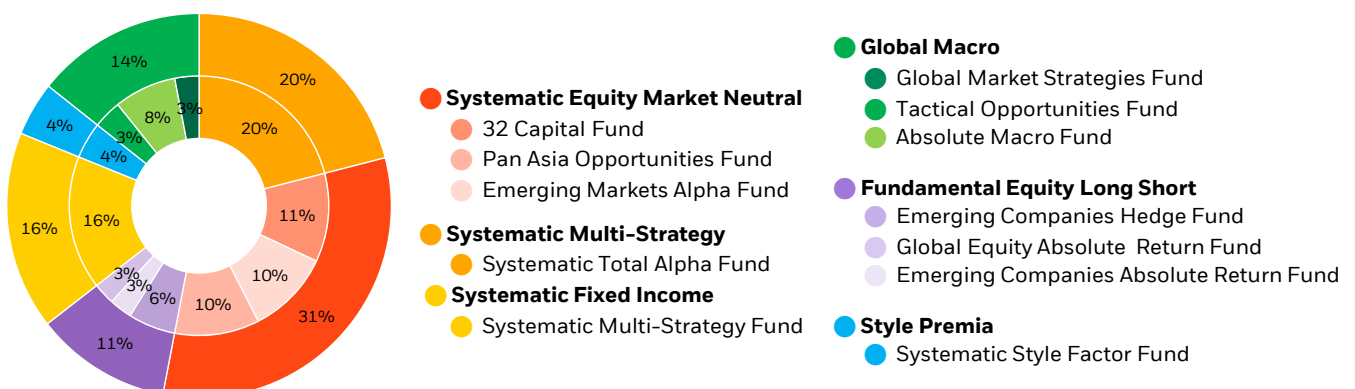 14%
20%
4%
3%
8%
3%
20%
4%
16%
16%
11%
3%
3%
6%
10%
10%
31%
11%
Systematic Equity Market Neutral
32 Capital Fund
Pan Asia Opportunities Fund
Emerging Markets Alpha Fund
Systematic Multi-Strategy
Systematic Total Alpha Fund
Systematic Fixed Income
Systematic Multi-Strategy Fund
Global Macro
Global Market Strategies Fund
Tactical Opportunities Fund
Absolute Macro Fund
Fundamental Equity Long Short
Emerging Companies Hedge Fund
Global Equity Absolute Return Fund
Emerging Companies Absolute Return Fund
Style Premia
Systematic Style Factor Fund